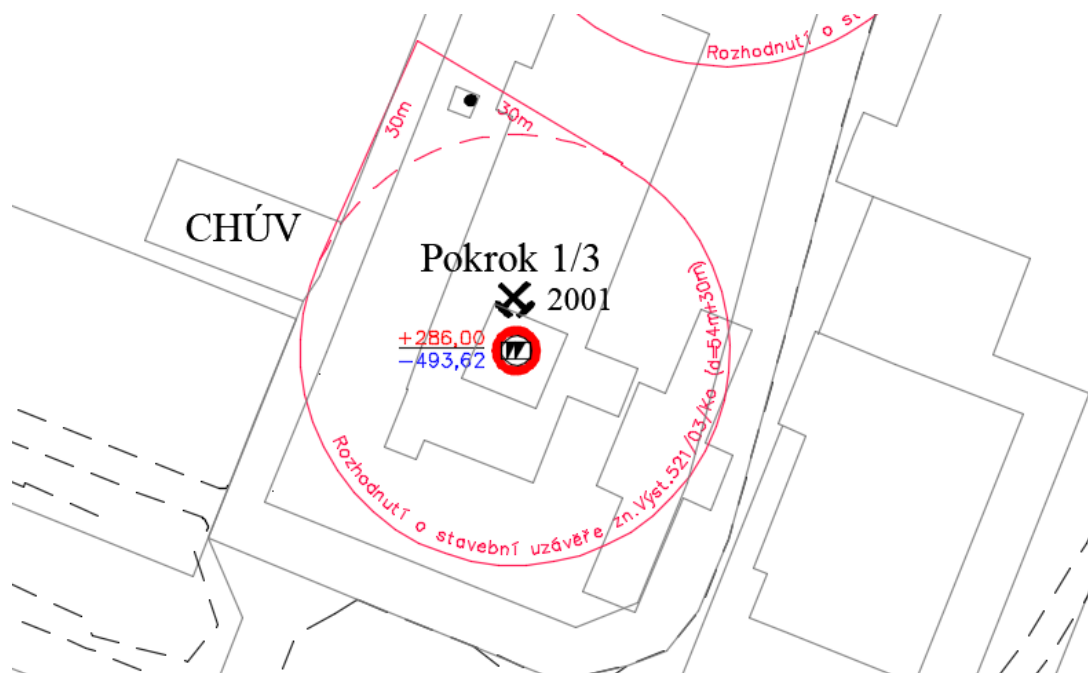 Rozhodnutí o st
30m
30m
CHÚV
Pokrok 1/3
2001
+286,00
−493,62
Rozhodnutí o stavební uzávěře zn.Výst.521/03/Ko (d=54m+30m)